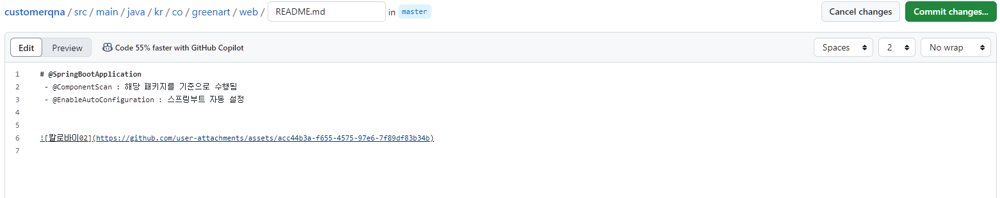 customerqna / src / main / java / kr / co / greenart / web / README.md in master
Cancel changes
Commit changes...
Edit
Preview
Code 55% faster with GitHub Copilot
Spaces
2
No wrap
1 # @SpringBootApplication
2 - @ComponentScan : 해당 패키지를 기준으로 수행됨
3 - @EnableAutoConfiguration : 스프링부트 자동 설정
4
5
6 ![칼로바이02](https://github.com/user-attachments/assets/acc44b3a-f655-4575-97e6-7f89df83b34b)
7